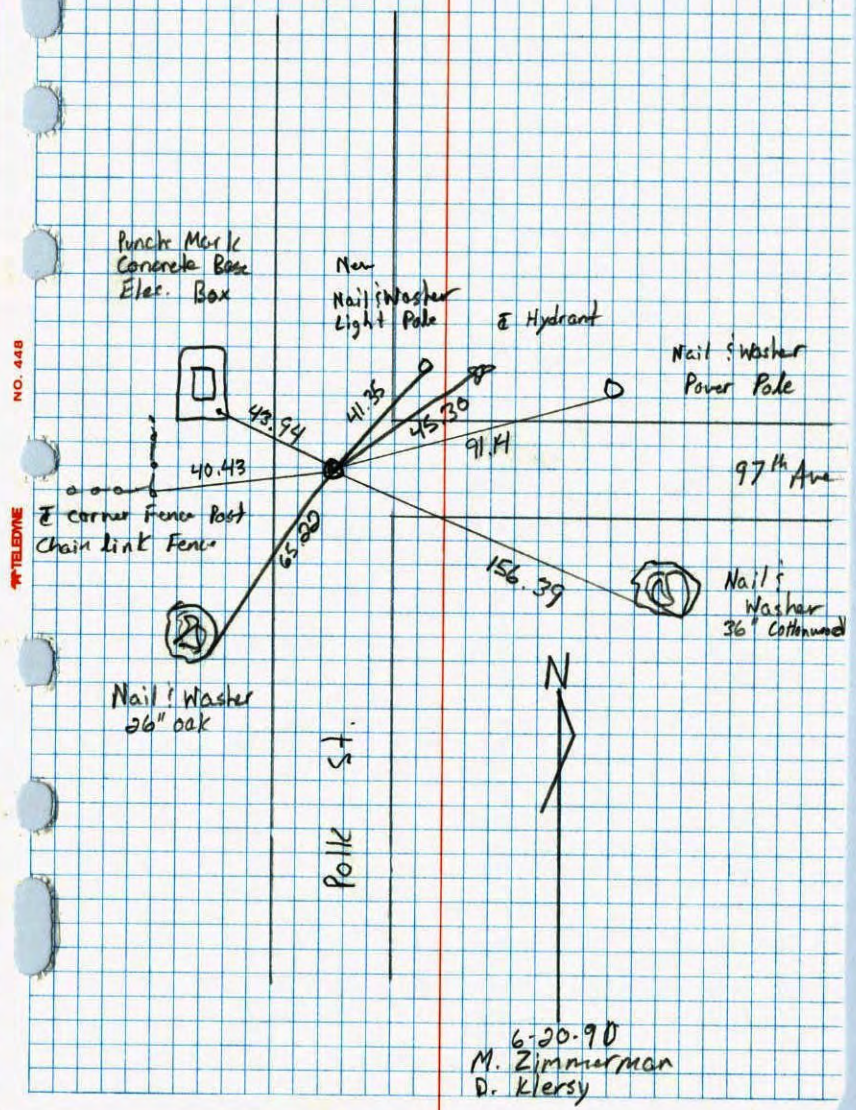 Punch Mark
Concrete Base
Elec. Box
New
Nail & Washer
Light Pole
℄ Hydrant
Nail & Washer
Power Pole
NO. 448
43.94
41.35
45.30
91.14
97th Ave
40.43
℄ corner Fence Post
Chain Link Fence
TELEDYNE
65.20
156.39
Nail &
Washer
36" Cottonwood
Nail & Washer
26" oak
N
Polk St.
6-20-90
M. Zimmerman
D. Klersy